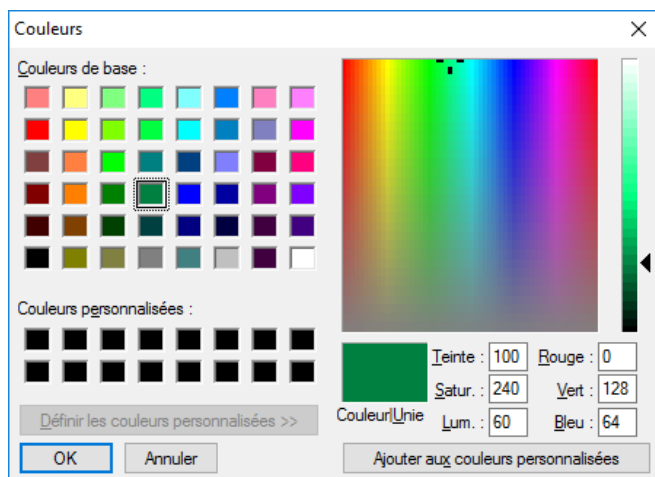 Couleurs
Couleurs de base :
Couleurs personnalisées :
Définir les couleurs personnalisées >>
OK Annuler
Couleur|Unie
Teinte : 100 Rouge : 0
Satur. : 240 Vert : 128
Lum. : 60 Bleu : 64
Ajouter aux couleurs personnalisées